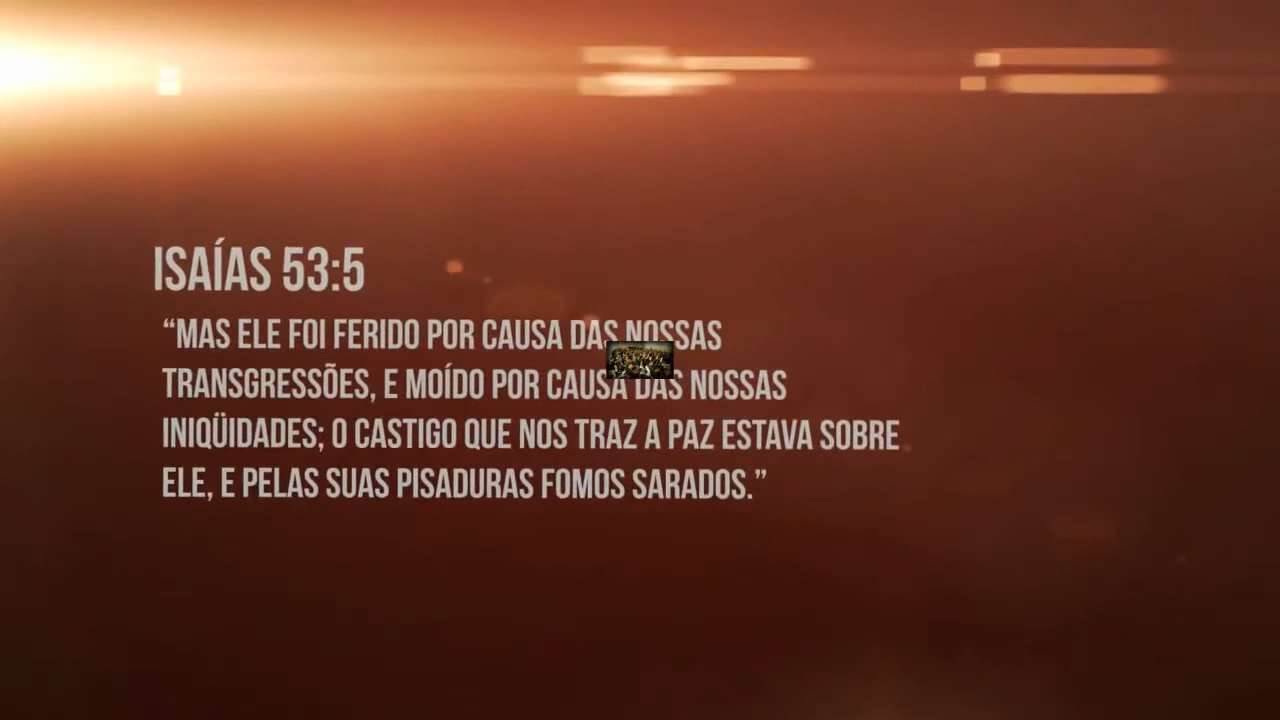 ISAÍAS 53:5
“MAS ELE FOI FERIDO POR CAUSA DAS NOSSAS
TRANSGRESSÕES, E MOÍDO POR CAUSA DAS NOSSAS
INIQÜIDADES; O CASTIGO QUE NOS TRAZ A PAZ ESTAVA SOBRE
ELE, E PELAS SUAS PISADURAS FOMOS SARADOS.”